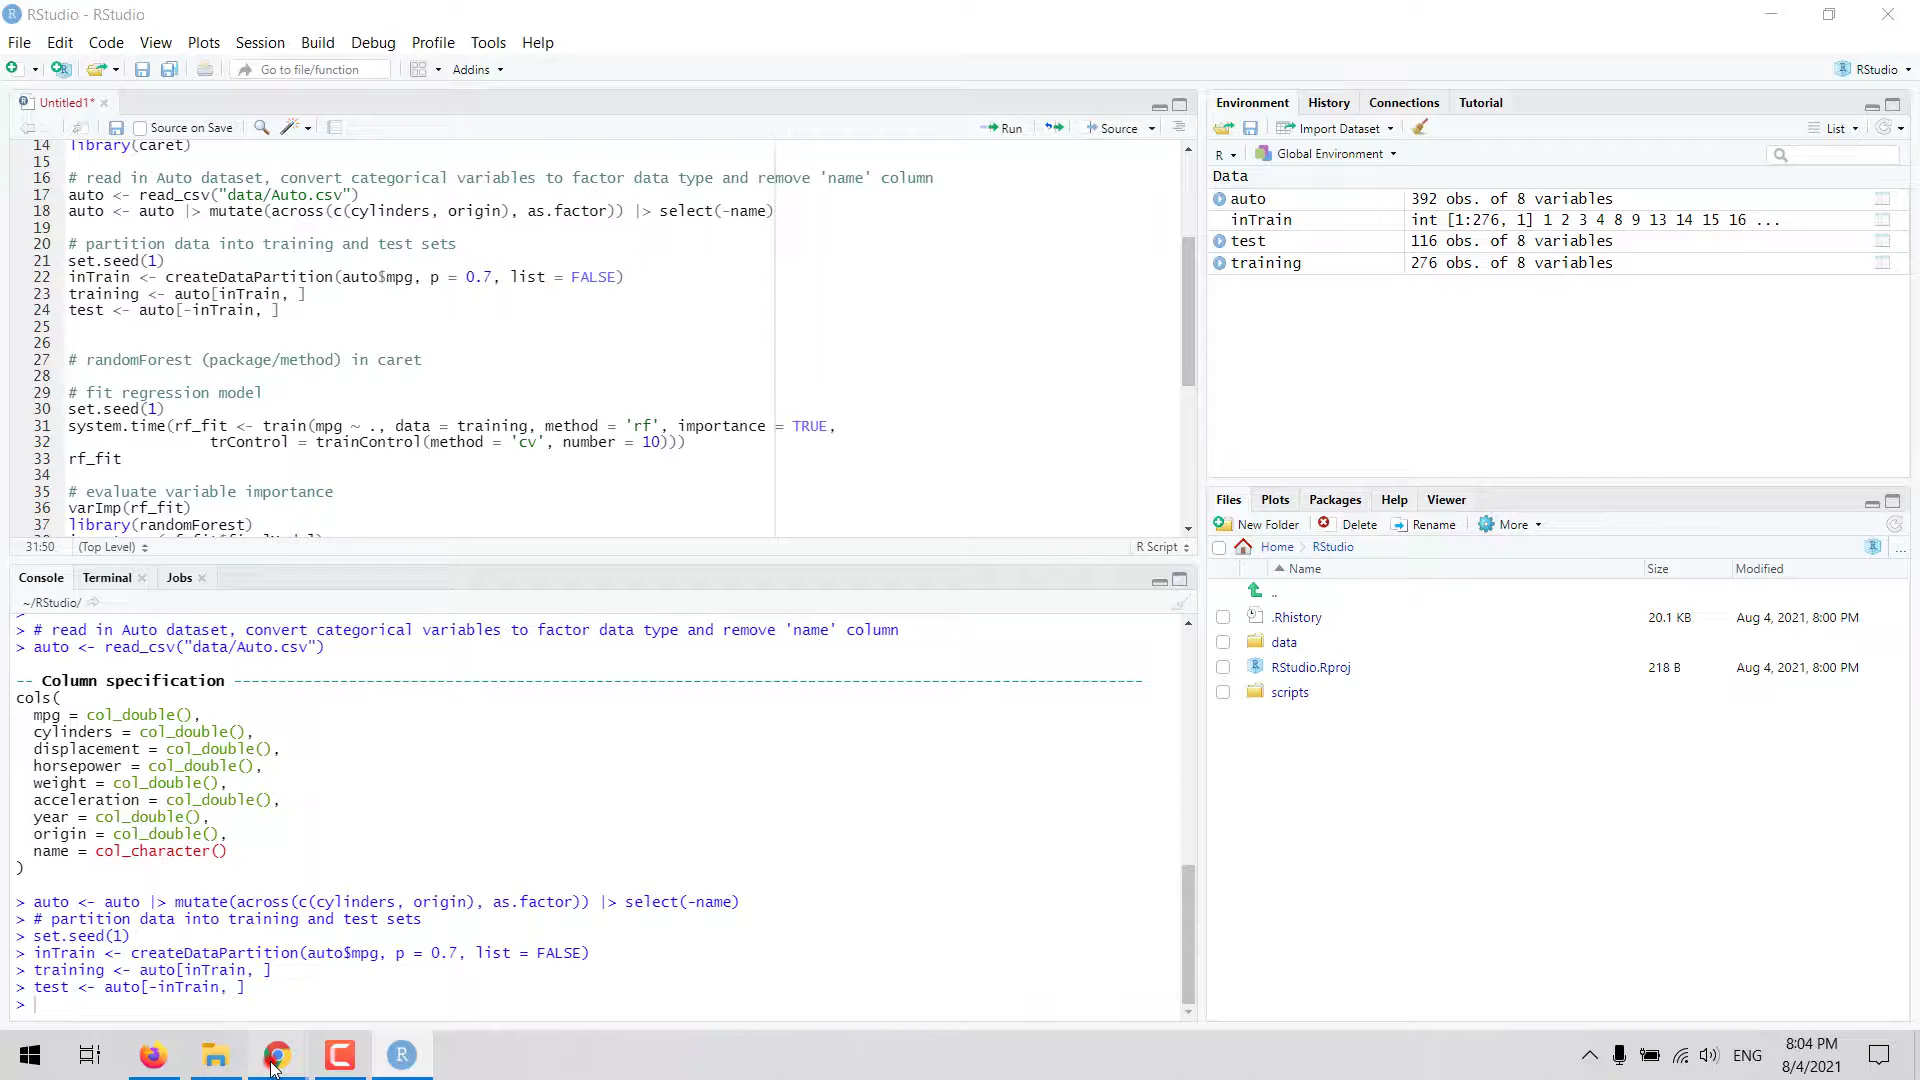 RStudio - RStudio
File Edit Code View Plots Session Build Debug Profile Tools Help
Go to file/function Addins RStudio
Untitled1*
Source on Save Run Source
14 library(caret)
15
16 # read in Auto dataset, convert categorical variables to factor data type and remove 'name' column
17 auto <- read_csv("data/Auto.csv")
18 auto <- auto |> mutate(across(c(cylinders, origin), as.factor)) |> select(-name)
19
20 # partition data into training and test sets
21 set.seed(1)
22 inTrain <- createDataPartition(auto$mpg, p = 0.7, list = FALSE)
23 training <- auto[inTrain, ]
24 test <- auto[-inTrain, ]
25
26
27 # randomForest (package/method) in caret
28
29 # fit regression model
30 set.seed(1)
31 system.time(rf_fit <- train(mpg ~ ., data = training, method = 'rf', importance = TRUE,
32 trControl = trainControl(method = 'cv', number = 10)))
33 rf_fit
34
35 # evaluate variable importance
36 varImp(rf_fit)
37 library(randomForest)
31:50 (Top Level) R Script
Console Terminal Jobs
~/RStudio/
>
> # read in Auto dataset, convert categorical variables to factor data type and remove 'name' column
> auto <- read_csv("data/Auto.csv")
-- Column specification --------------------------------------------------------
cols(
mpg = col_double(),
cylinders = col_double(),
displacement = col_double(),
horsepower = col_double(),
weight = col_double(),
acceleration = col_double(),
year = col_double(),
origin = col_double(),
name = col_character()
)
> auto <- auto |> mutate(across(c(cylinders, origin), as.factor)) |> select(-name)
> # partition data into training and test sets
> set.seed(1)
> inTrain <- createDataPartition(auto$mpg, p = 0.7, list = FALSE)
> training <- auto[inTrain, ]
> test <- auto[-inTrain, ]
>
Environment History Connections Tutorial
Import Dataset List
R Global Environment
Data
auto 392 obs. of 8 variables
inTrain int [1:276, 1] 1 2 3 4 8 9 13 14 15 16 ...
test 116 obs. of 8 variables
training 276 obs. of 8 variables
Files Plots Packages Help Viewer
New Folder Delete Rename More
Home RStudio ...
Name Size Modified
..
.Rhistory 20.1 KB Aug 4, 2021, 8:00 PM
data
RStudio.Rproj 218 B Aug 4, 2021, 8:00 PM
scripts
ENG
8:04 PM
8/4/2021